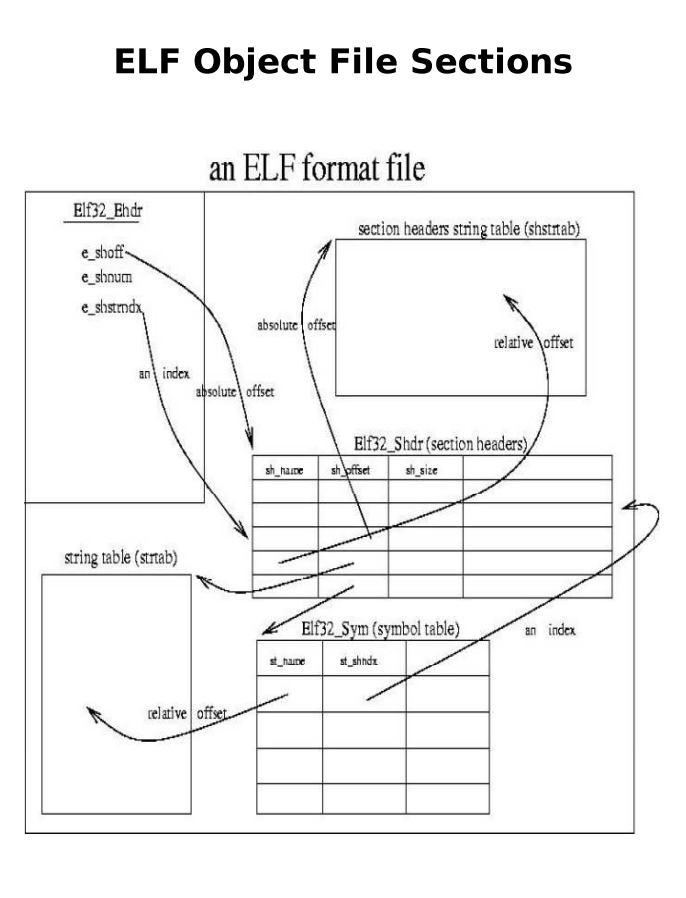 ELF Object File Sections
an ELF format file
Elf32_Ehdr
e_shoff
e_shnum
e_shstrndx
an index
absolute offset
section headers string table (shstrtab)
absolute offset
relative offset
Elf32_Shdr (section headers)
sh_name sh_offset sh_size
string table (strtab)
Elf32_Sym (symbol table)
an index
st_name st_shndx
relative offset